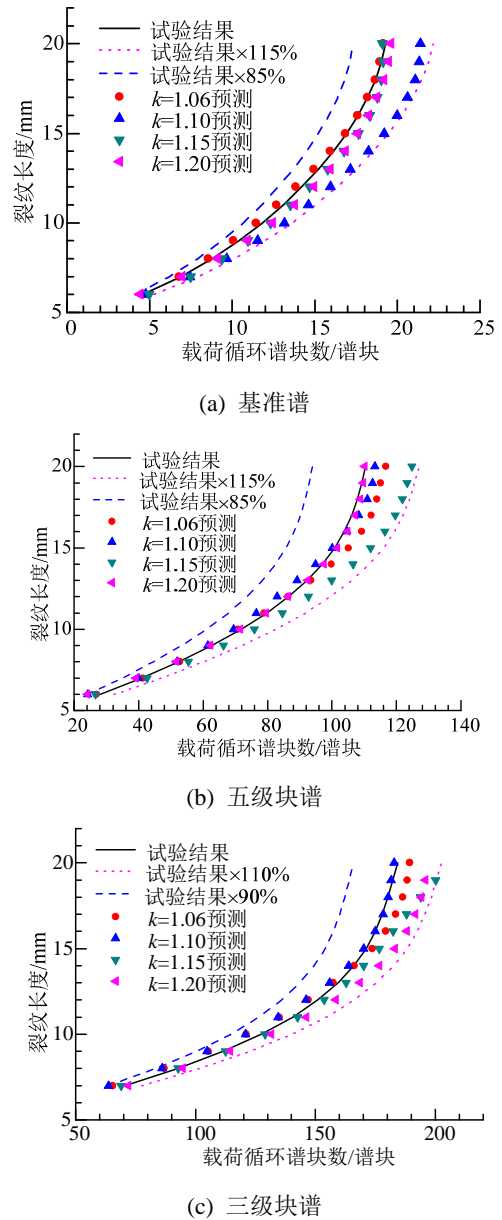 20
15
10
5
裂纹长度/mm
试验结果
试验结果×115%
试验结果×85%
k=1.06预测
k=1.10预测
k=1.15预测
k=1.20预测
0 5 10 15 20 25
载荷循环谱块数/谱块
(a) 基准谱
20
15
10
5
裂纹长度/mm
试验结果
试验结果×115%
试验结果×85%
k=1.06预测
k=1.10预测
k=1.15预测
k=1.20预测
20 40 60 80 100 120 140
载荷循环谱块数/谱块
(b) 五级块谱
20
15
10
5
裂纹长度/mm
试验结果
试验结果×110%
试验结果×90%
k=1.06预测
k=1.10预测
k=1.15预测
k=1.20预测
50 100 150 200
载荷循环谱块数/谱块
(c) 三级块谱